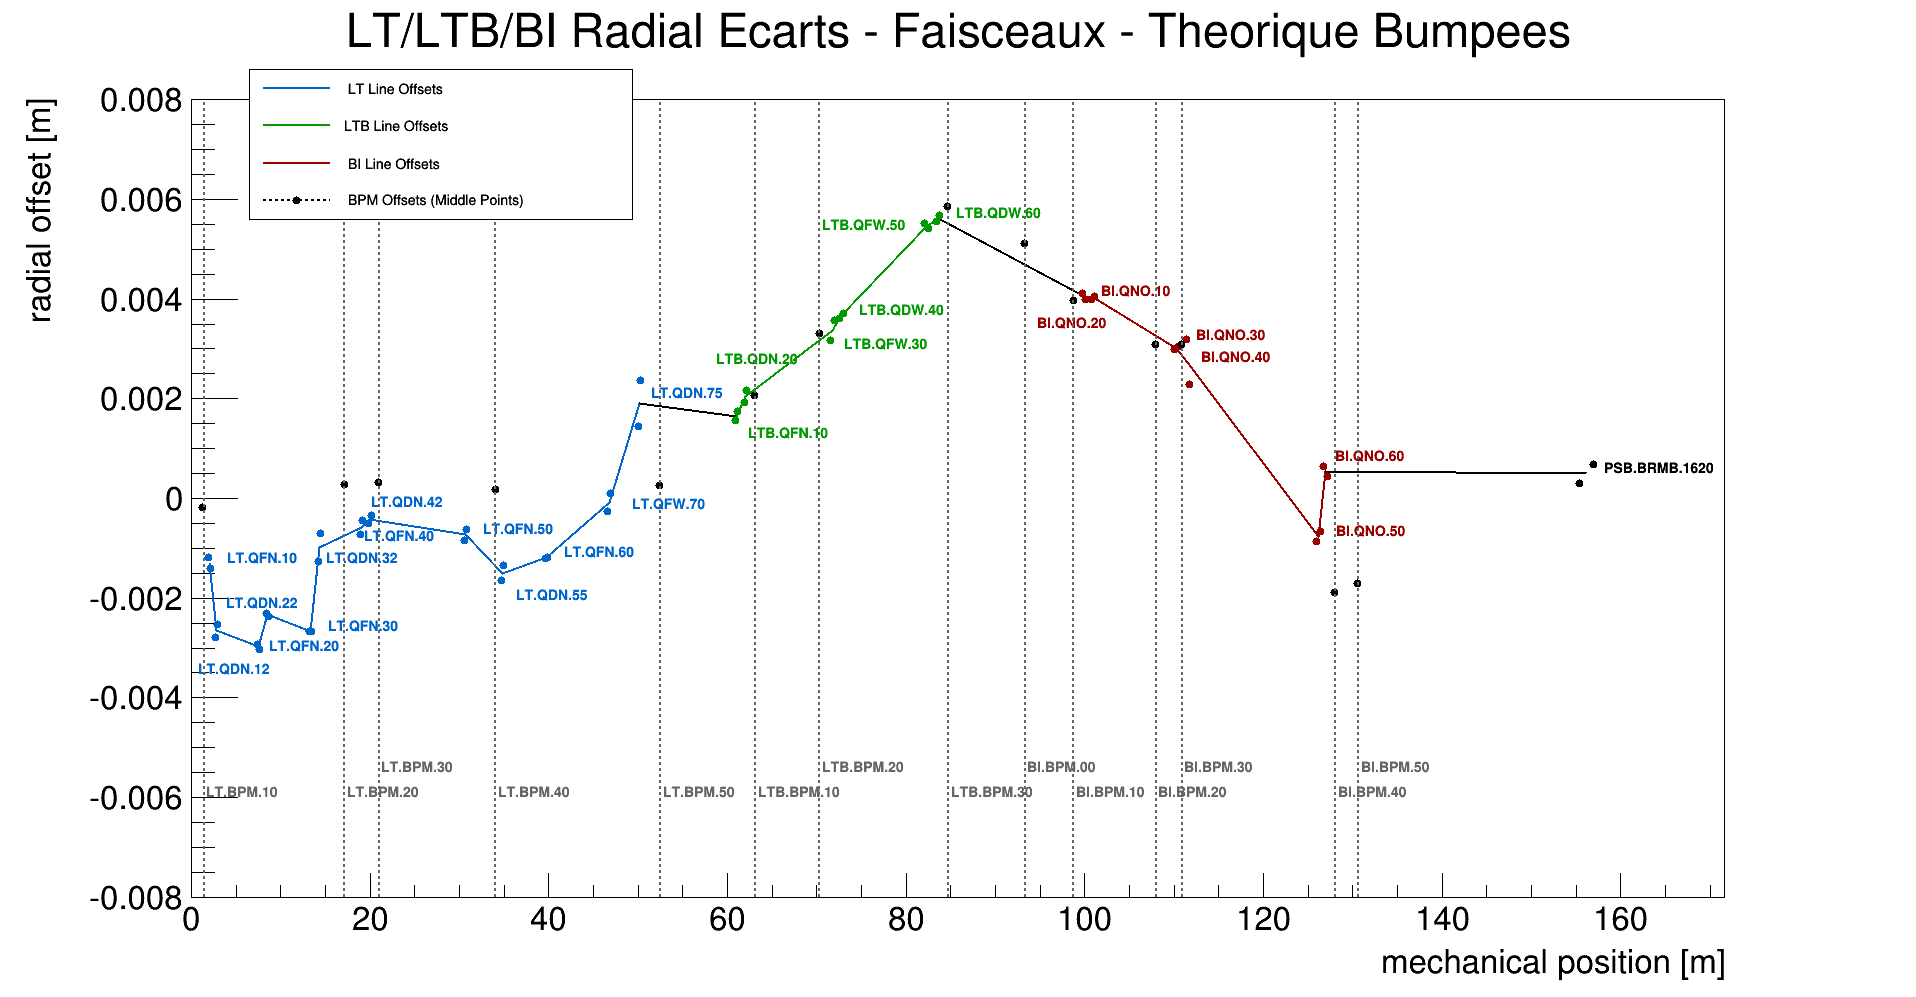 LT/LTB/BI Radial Ecarts - Faisceaux - Theorique Bumpees
radial offset [m]
LT Line Offsets
LTB Line Offsets
BI Line Offsets
BPM Offsets (Middle Points)
0.008
0.006
0.004
0.002
0
-0.002
-0.004
-0.006
-0.008
LTB.QDW.60
LTB.QFW.50
BI.QNO.10
LTB.QDW.40
BI.QNO.20
BI.QNO.30
LTB.QFW.30
BI.QNO.40
LTB.QDN.20
LT.QDN.75
LTB.QFN.10
BI.QNO.60
PSB.BRMB.1620
LT.QDN.42
LT.QFW.70
LT.QFN.50
BI.QNO.50
LT.QFN.40
LT.QFN.60
LT.QFN.10
LT.QDN.32
LT.QDN.55
LT.QDN.22
LT.QFN.30
LT.QFN.20
LT.QDN.12
LT.BPM.30
LTB.BPM.20
BI.BPM.00
BI.BPM.30
BI.BPM.50
LT.BPM.10
LT.BPM.20
LT.BPM.40
LT.BPM.50
LTB.BPM.10
LTB.BPM.30
BI.BPM.10
BI.BPM.20
BI.BPM.40
0
20
40
60
80
100
120
140
160
mechanical position [m]